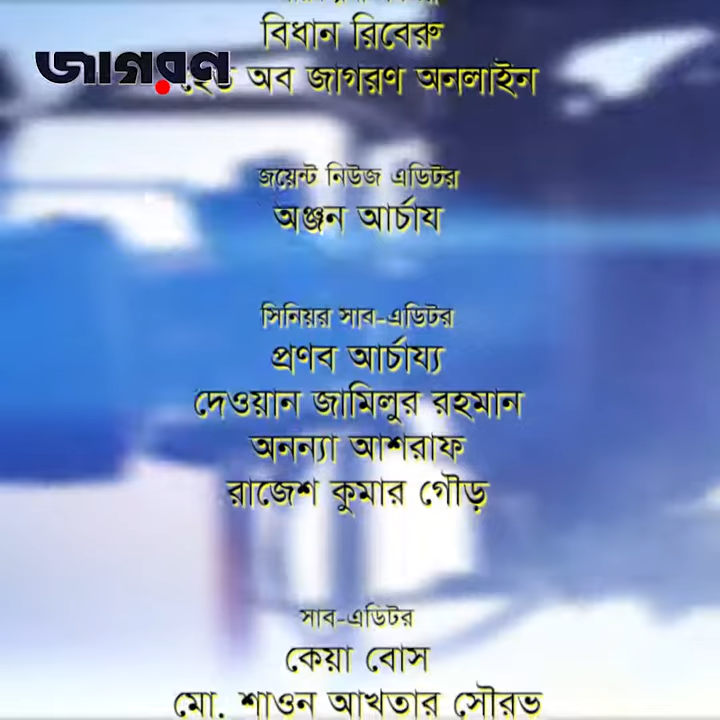 বিধান রিবেরু
জাগরণ
হেড অব জাগরণ অনলাইন
জয়েন্ট নিউজ এডিটর
অঞ্জন আর্চায
সিনিয়র সাব-এডিটর
প্রণব আর্চায্য
দেওয়ান জামিলুর রহমান
অনন্যা আশরাফ
রাজেশ কুমার গৌড়
সাব-এডিটর
কেয়া বোস
মো. শাওন আখতার সৌরভ